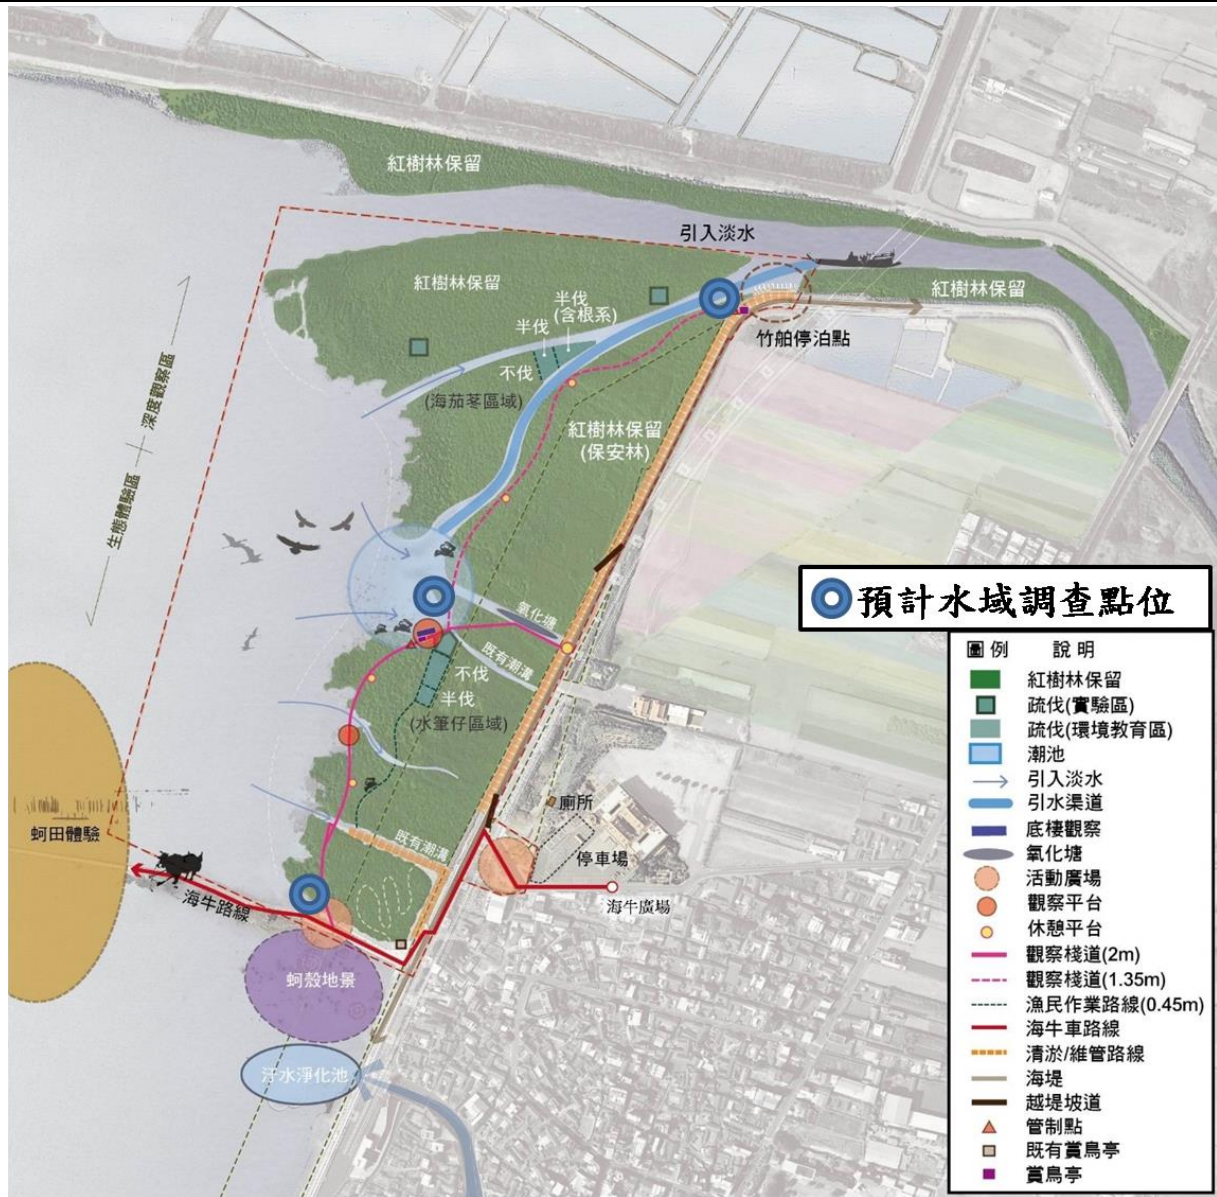 紅樹林保留
引入淡水
紅樹林保留
紅樹林保留
半伐
(含根系)
半伐
不伐
竹舢停泊點
(海茄苳區域)
深度觀察區
生態體驗區
紅樹林保留
(保安林)
預計水域調查點位
氧化塘
既有潮溝
不伐
半伐
(水筆仔區域)
廁所
蚵田體驗
既有潮溝
停車場
海牛路線
海牛廣場
蚵殼地景
汙水淨化池
圖例 說明
紅樹林保留
疏伐(實驗區)
疏伐(環境教育區)
潮池
引入淡水
引水渠道
底棲觀察
氧化塘
活動廣場
觀察平台
休憩平台
觀察棧道(2m)
觀察棧道(1.35m)
漁民作業路線(0.45m)
海牛車路線
清淤/維管路線
海堤
越堤坡道
管制點
既有賞鳥亭
賞鳥亭